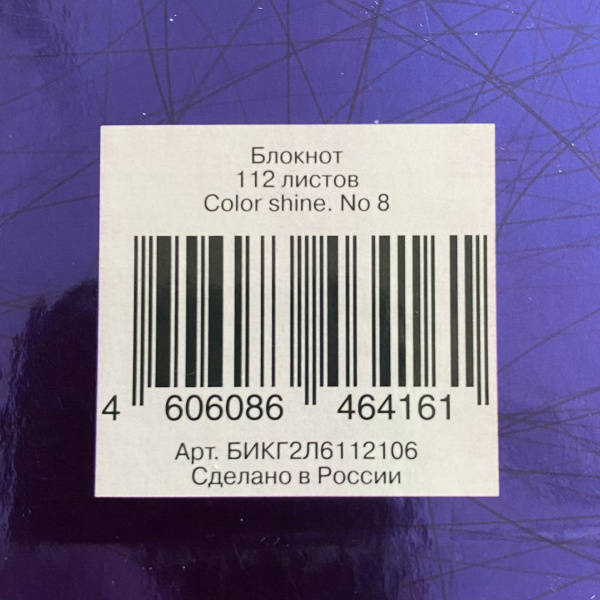 Блокнот
112 листов
Color shine. No 8
4 606086 464161
Арт. БИКГ2Л6112106
Сделано в России